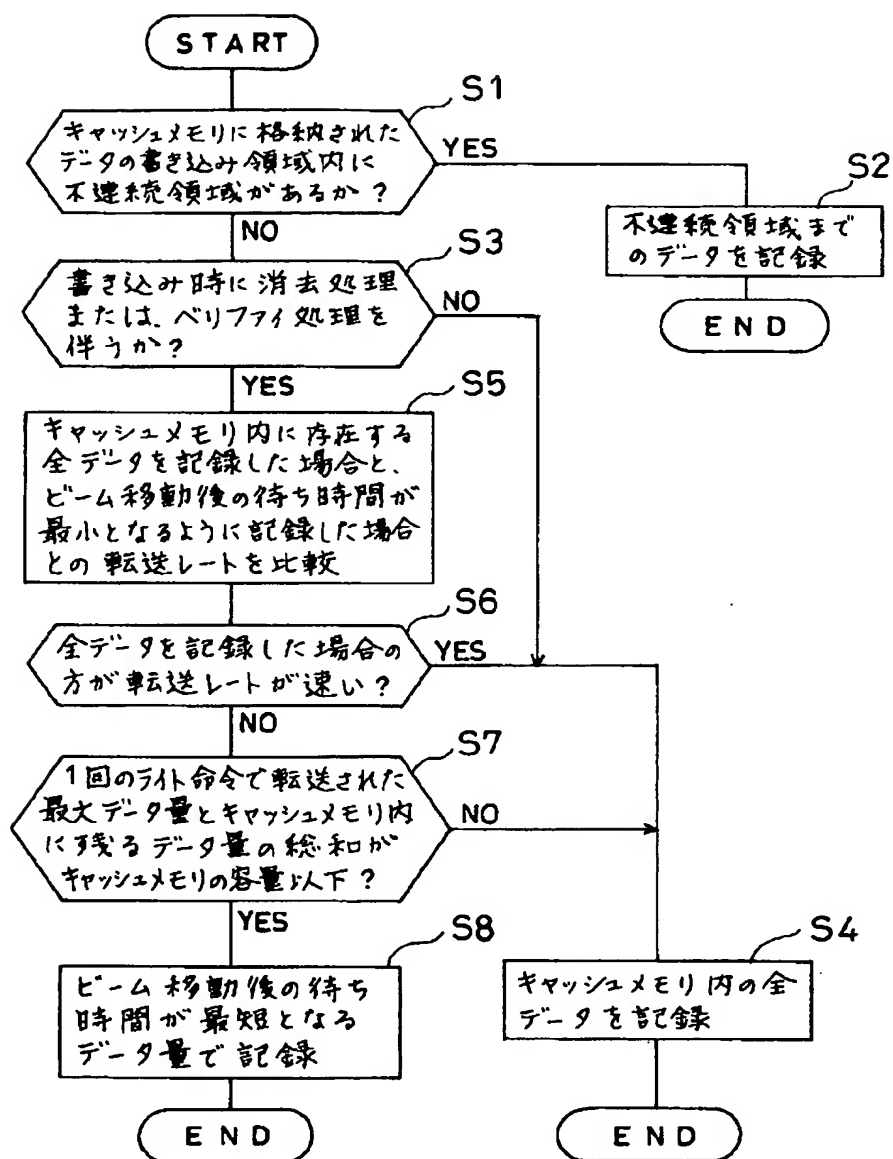 START
S1
キャッシュメモリに格納された
データの書き込み領域内に
不連続領域があるか?
YES
NO
S2
不連続領域まで
のデータを記録
END
S3
書き込み時に消去処理
または、ベリファイ処理を
伴うか?
NO
YES
S5
キャッシュメモリ内に存在する
全データを記録した場合と、
ビーム移動後の待ち時間が
最小となるように記録した場合
との転送レートを比較
S6
全データを記録した場合の
方が転送レートが速い?
YES
NO
S7
1回のライト命令で転送された
最大データ量とキャッシュメモリ内
に残るデータ量の総和が
キャッシュメモリの容量以下?
NO
YES
S8
ビーム移動後の待ち
時間が最短となる
データ量で記録
END
S4
キャッシュメモリ内の全
データを記録
END